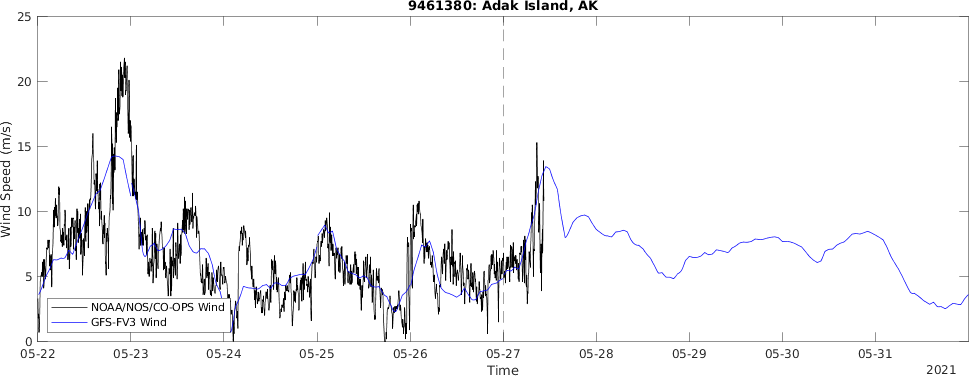 9461380: Adak Island, AK
Wind Speed (m/s)
25
20
15
10
5
0
NOAA/NOS/CO-OPS Wind
GFS-FV3 Wind
05-22 05-23 05-24 05-25 05-26 05-27 05-28 05-29 05-30 05-31
Time
2021